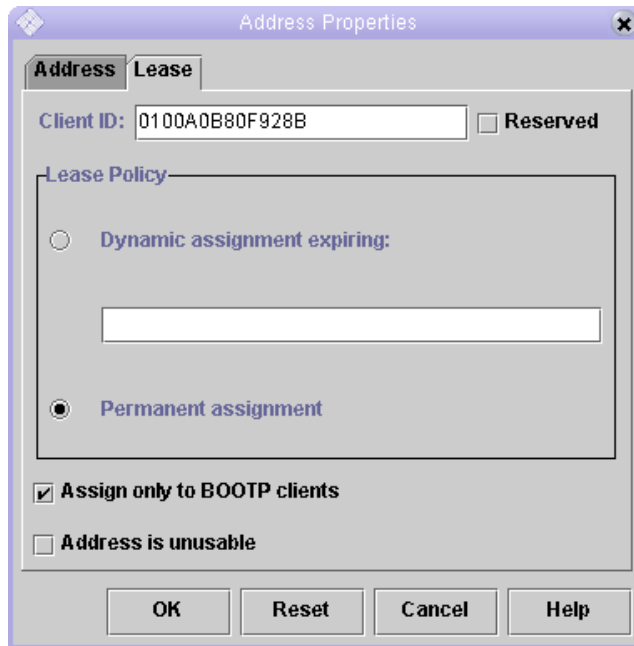 Address Properties
Address Lease
Client ID: 0100A0B80F928B Reserved
Lease Policy
Dynamic assignment expiring:
Permanent assignment
Assign only to BOOTP clients
Address is unusable
OK Reset Cancel Help